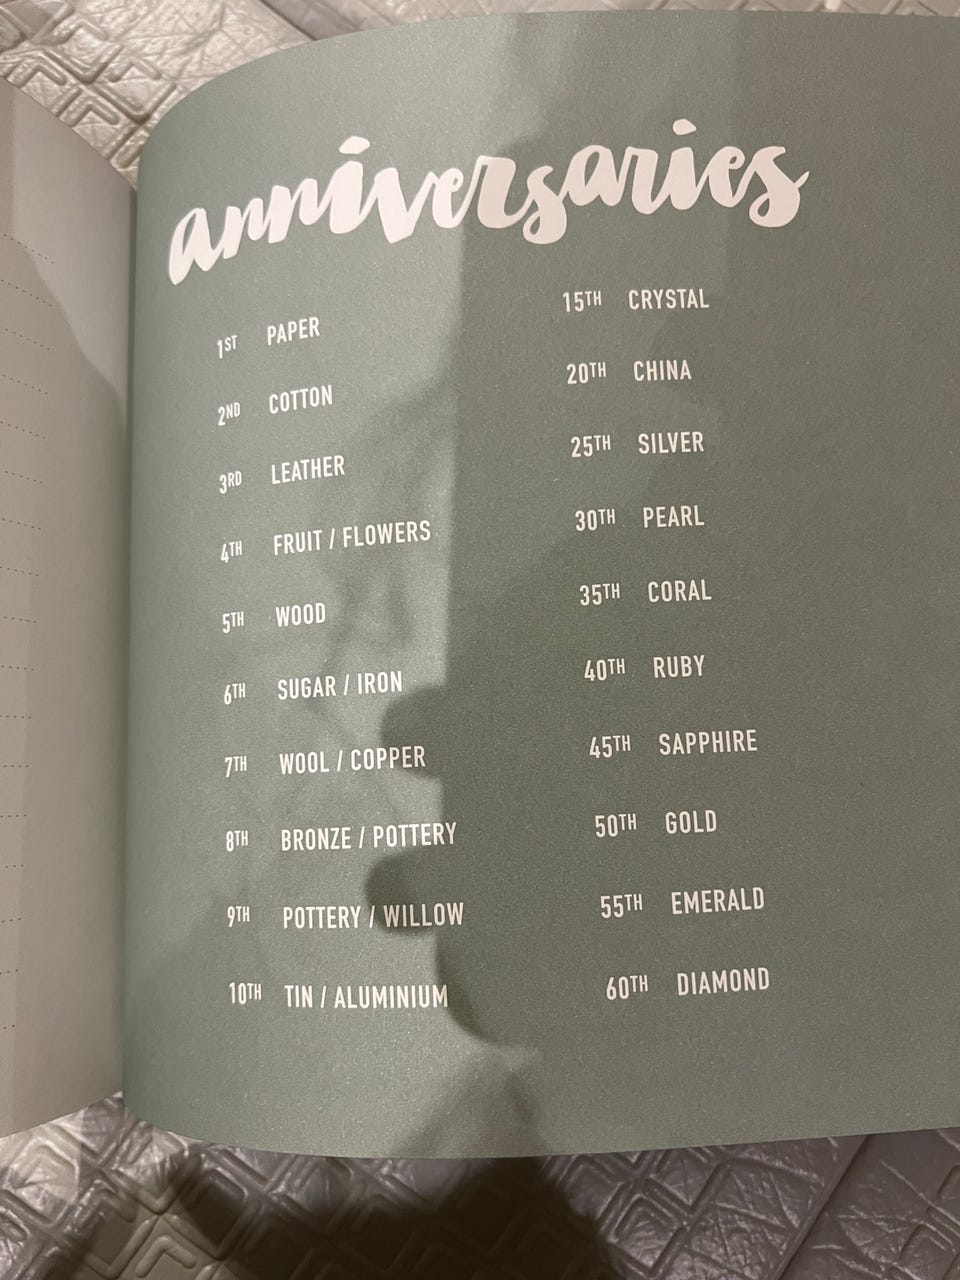 anniversaries
1ST PAPER
2ND COTTON
3RD LEATHER
4TH FRUIT / FLOWERS
5TH WOOD
6TH SUGAR / IRON
7TH WOOL / COPPER
8TH BRONZE / POTTERY
9TH POTTERY / WILLOW
10TH TIN / ALUMINIUM
15TH CRYSTAL
20TH CHINA
25TH SILVER
30TH PEARL
35TH CORAL
40TH RUBY
45TH SAPPHIRE
50TH GOLD
55TH EMERALD
60TH DIAMOND